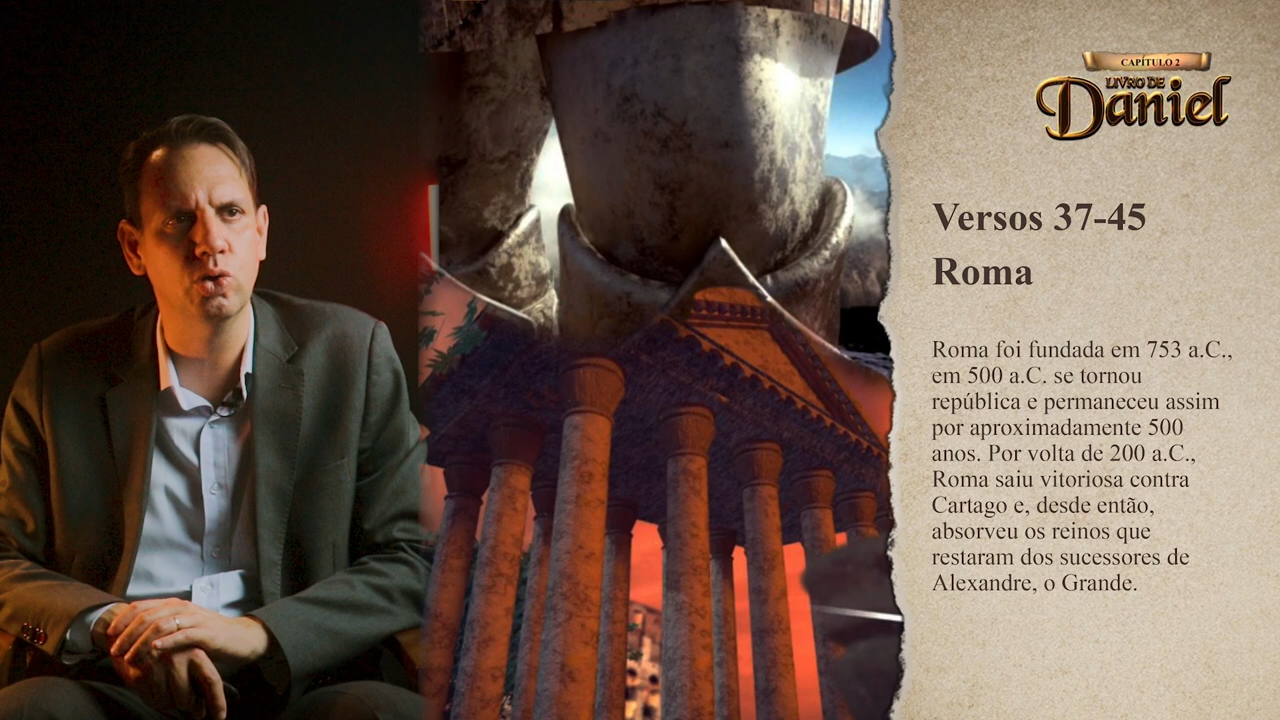 CAPÍTULO 2
LIVRO DE
Daniel
Versos 37-45
Roma
Roma foi fundada em 753 a.C.,
em 500 a.C. se tornou
república e permaneceu assim
por aproximadamente 500
anos. Por volta de 200 a.C.,
Roma saiu vitoriosa contra
Cartago e, desde então,
absorveu os reinos que
restaram dos sucessores de
Alexandre, o Grande.